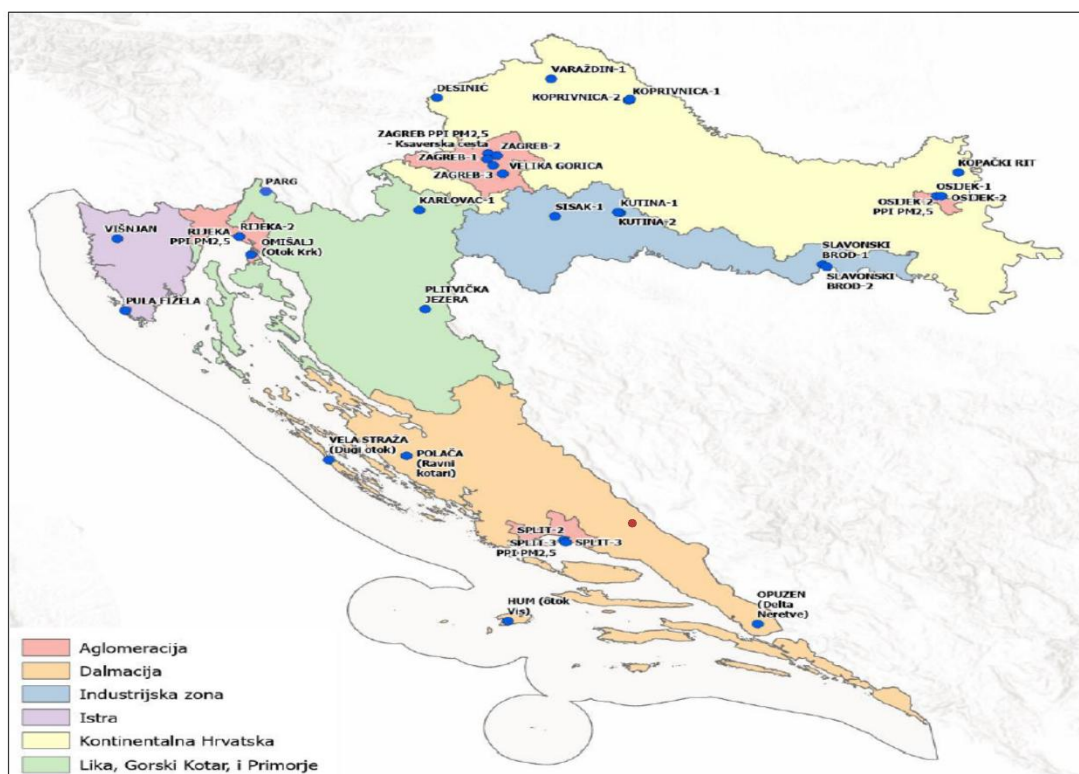 VARAŽDIN-1
DESINIĆ
KOPRIVNICA-2
KOPRIVNICA-1
ZAGREB PPI PM2,5
- Ksaverska cesta
ZAGREB-2
ZAGREB-1
VELIKA GORICA
ZAGREB-3
KOPAČKI RIT
OSIJEK-1
OSIJEK-2
PPI PM2,5
OSIJEK-2
PARG
KARLOVAC-1
SISAK-1
KUTINA-1
KUTINA-2
VIŠNJAN
RIJEKA
PPI PM2,5
RIJEKA-2
OMIŠALJ
(Otok Krk)
SLAVONSKI
BROD-1
SLAVONSKI
BROD-2
PULA FIŽELA
PLITVIČKA
JEZERA
VELA STRAŽA
(Dugi otok)
POLAČA
(Ravni
kotari)
SPLIT-2
SPLIT-3
PPI PM2,5
SPLIT-3
HUM (otok
Vis)
OPUZEN
(Delta
Neretve)
Aglomeracija
Dalmacija
Industrijska zona
Istra
Kontinentalna Hrvatska
Lika, Gorski Kotar, i Primorje